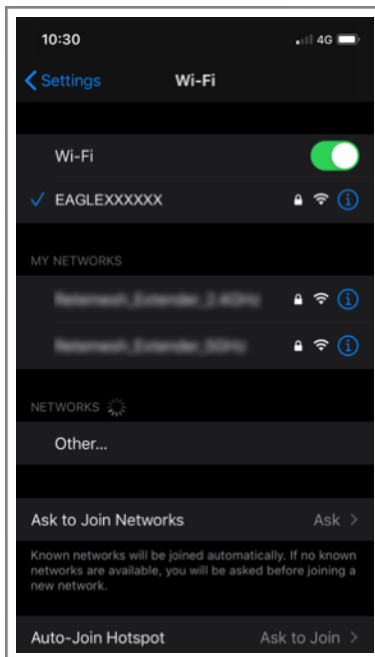 10:30
4G
Settings
Wi-Fi
Wi-Fi
EAGLEXXXXXX
MY NETWORKS
NETWORKS
Other...
Ask to Join Networks
Ask
Known networks will be joined automatically. If no known
networks are available, you will be asked before joining a
new network.
Auto-Join Hotspot
Ask to Join